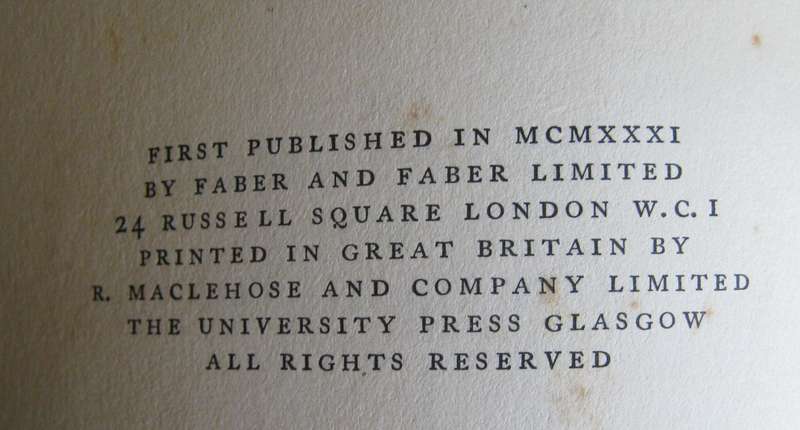 FIRST PUBLISHED IN MCMXXXI
BY FABER AND FABER LIMITED
24 RUSSELL SQUARE LONDON W.C.1
PRINTED IN GREAT BRITAIN BY
R. MACLEHOSE AND COMPANY LIMITED
THE UNIVERSITY PRESS GLASGOW
ALL RIGHTS RESERVED